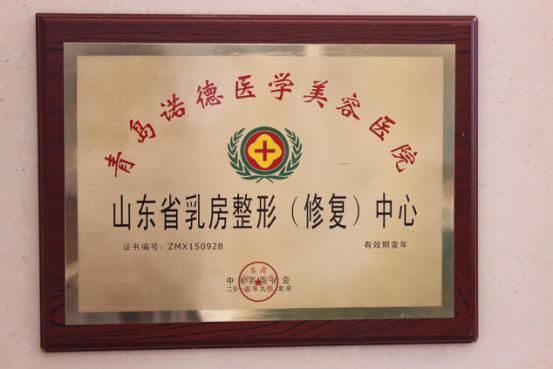 青岛诺德医学美容医院
山东省乳房整形（修复）中心
证书编号：ZMX150928
有效期壹年